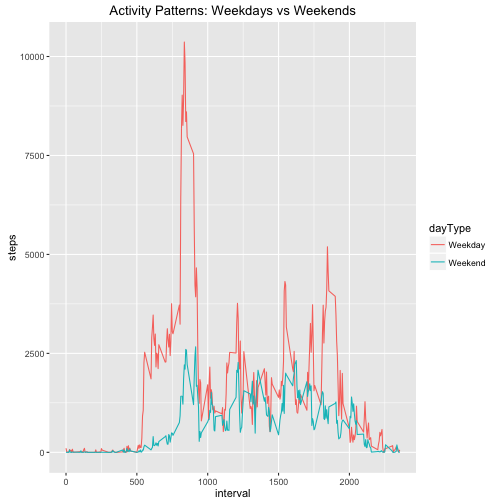 Activity Patterns: Weekdays vs Weekends
10000
7500
5000
2500
0
steps
0
500
1000
1500
2000
interval
dayType
Weekday
Weekend